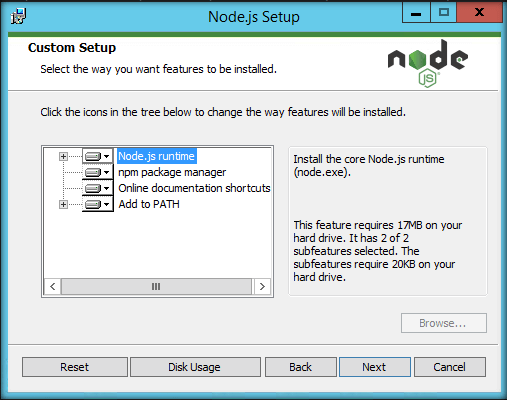 Node.js Setup
Custom Setup
Select the way you want features to be installed.
node
JS
Click the icons in the tree below to change the way features will be installed.
Node.js runtime
npm package manager
Online documentation shortcuts
Add to PATH
Install the core Node.js runtime
(node.exe).
This feature requires 17MB on your
hard drive. It has 2 of 2
subfeatures selected. The
subfeatures require 20KB on your
hard drive.
Browse...
Reset
Disk Usage
Back
Next
Cancel